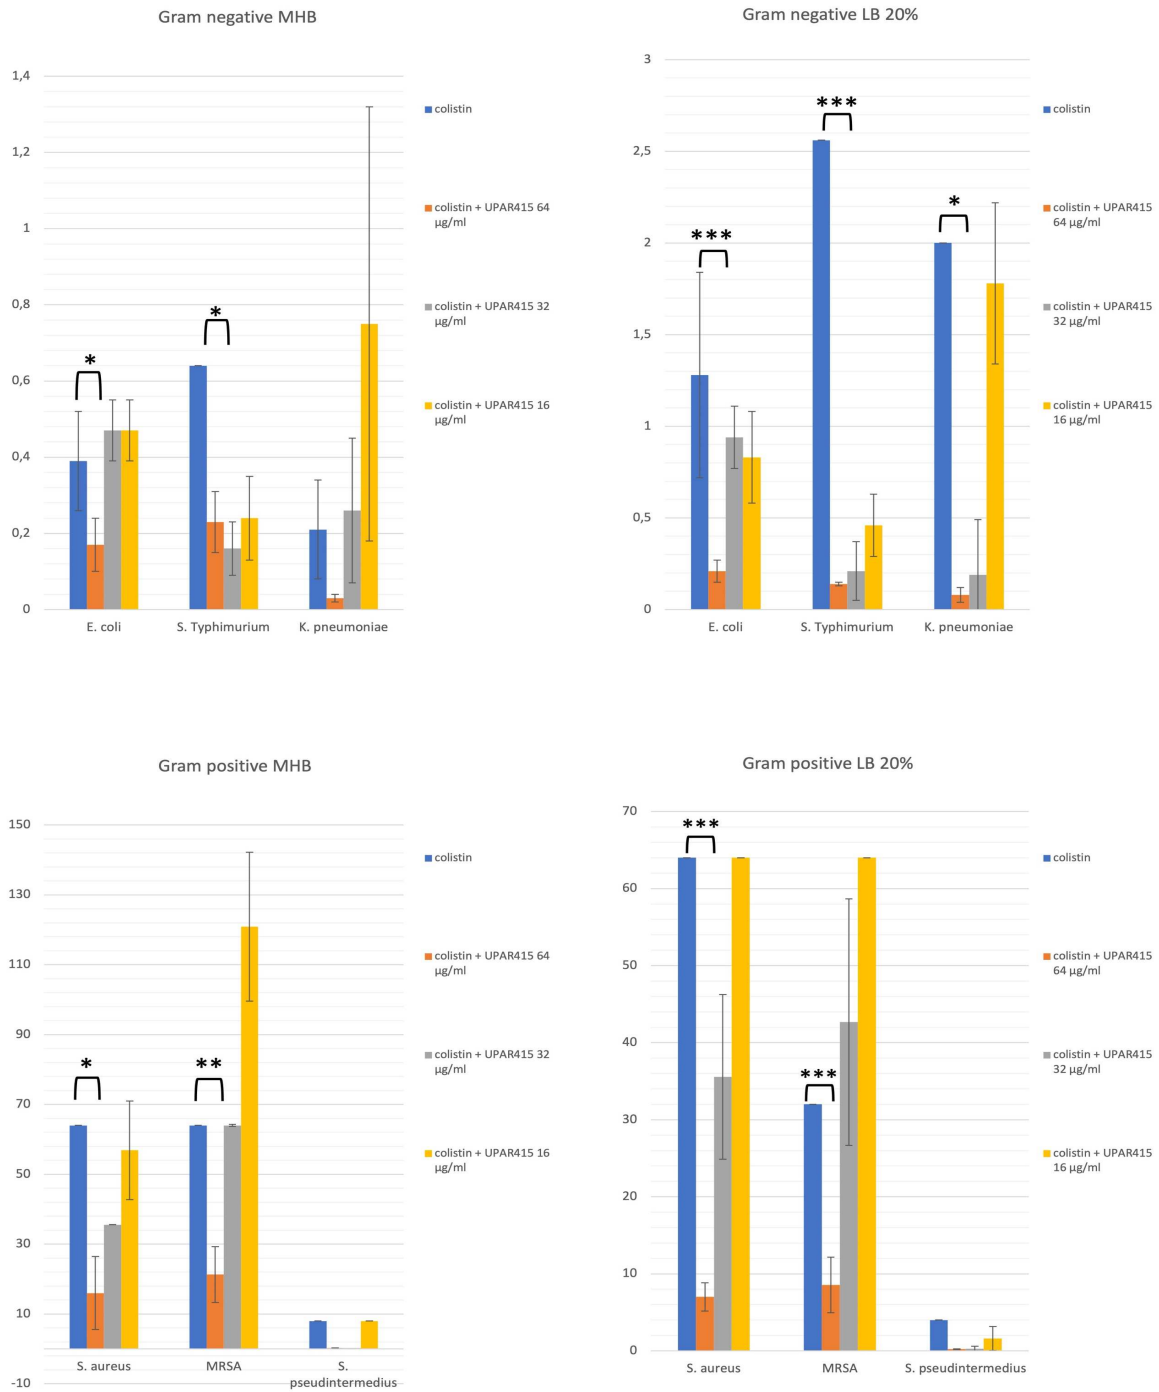 Gram negative MHB
1,4
1,2
1
0,8
0,6
0,4
0,2
0
*
*
E. coli
S. Typhimurium
K. pneumoniae
colistin
colistin + UPAR415 64
µg/ml
colistin + UPAR415 32
µg/ml
colistin + UPAR415 16
µg/ml
Gram negative LB 20%
3
2,5
2
1,5
1
0,5
0
***
***
*
E. coli
S. Typhimurium
K. pneumoniae
colistin
colistin + UPAR415
64 µg/ml
colistin + UPAR415
32 µg/ml
colistin + UPAR415
16 µg/ml
Gram positive MHB
150
130
110
90
70
50
30
10
-10
*
**
S. aureus
MRSA
S.
pseudintermedius
colistin
colistin + UPAR415 64
µg/ml
colistin + UPAR415 32
µg/ml
colistin + UPAR415 16
µg/ml
Gram positive LB 20%
70
60
50
40
30
20
10
0
***
***
S. aureus
MRSA
S. pseudintermedius
colistin
colistin + UPAR415
64 µg/ml
colistin + UPAR415
32 µg/ml
colistin + UPAR415
16 µg/ml